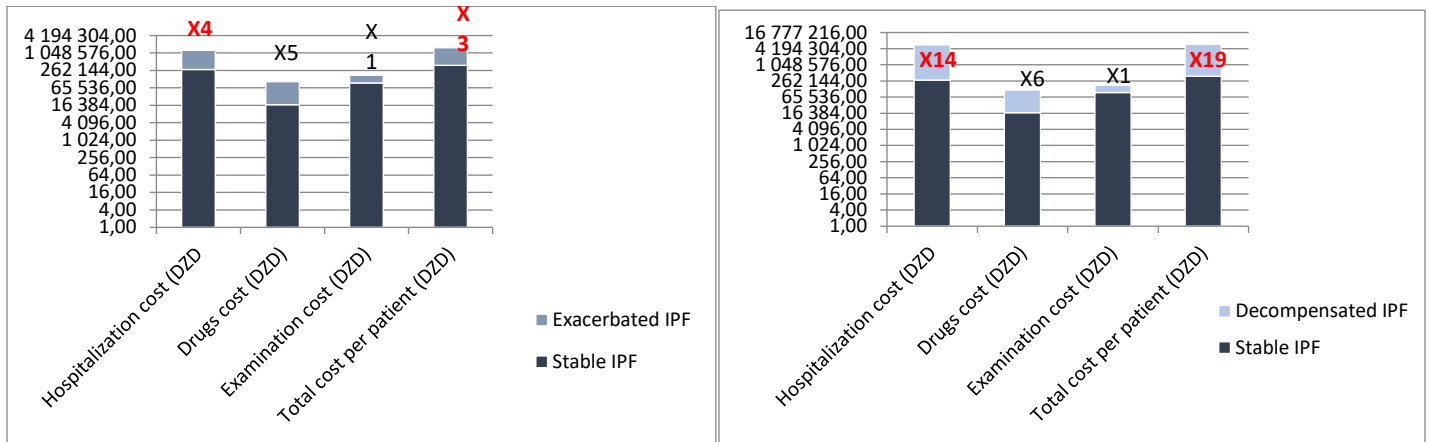 X4
X5
X
1
X
3
4 194 304,00
1 048 576,00
262 144,00
65 536,00
16 384,00
4 096,00
1 024,00
256,00
64,00
16,00
4,00
1,00
Hospitalization cost (DZD
Drugs cost (DZD)
Examination cost (DZD)
Total cost per patient (DZD)
Exacerbated IPF
Stable IPF
16 777 216,00
4 194 304,00
1 048 576,00
262 144,00
65 536,00
16 384,00
4 096,00
1 024,00
256,00
64,00
16,00
4,00
1,00
X14
X6
X1
X19
Hospitalization cost (DZD
Drugs cost (DZD)
Examination cost (DZD)
Total cost per patient (DZD)
Decompensated IPF
Stable IPF